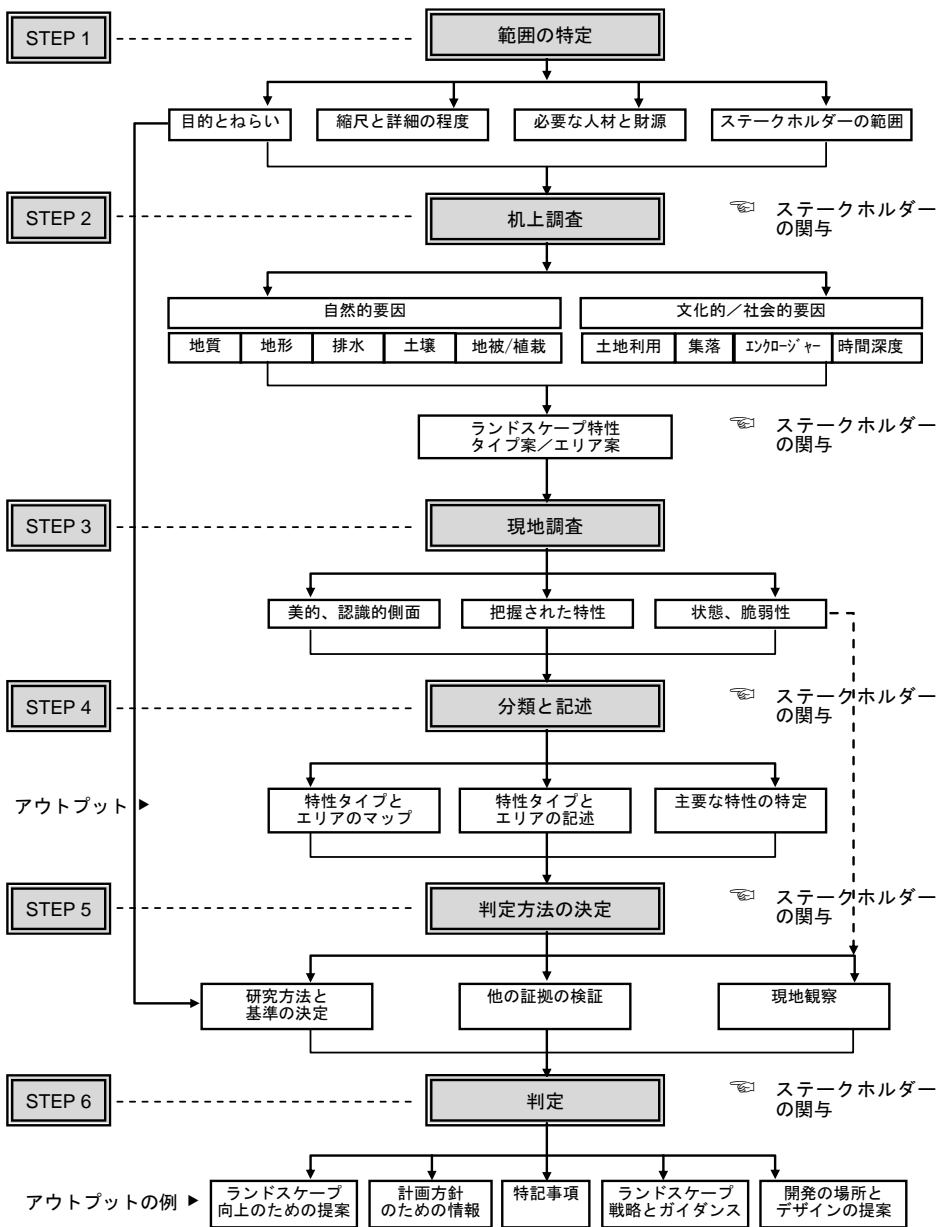 STEP 1
範囲の特定
目的とねらい
縮尺と詳細の程度
必要な人材と財源
ステークホルダーの範囲
STEP 2
机上調査
☜ ステークホルダー
の関与
自然的要因
文化的／社会的要因
地質
地形
排水
土壌
地被/植栽
土地利用
集落
ｴﾝｸﾛｰｼﾞｬｰ
時間深度
ランドスケープ特性
タイプ案／エリア案
☜ ステークホルダー
の関与
STEP 3
現地調査
美的、認識的側面
把握された特性
状態、脆弱性
STEP 4
分類と記述
☜ ステークホルダー
の関与
アウトプット ▶
特性タイプと
エリアのマップ
特性タイプと
エリアの記述
主要な特性の特定
STEP 5
判定方法の決定
☜ ステークホルダー
の関与
研究方法と
基準の決定
他の証拠の検証
現地観察
STEP 6
判定
☜ ステークホルダー
の関与
アウトプットの例 ▶
ランドスケープ
向上のための提案
計画方針
のための情報
特記事項
ランドスケープ
戦略とガイダンス
開発の場所と
デザインの提案